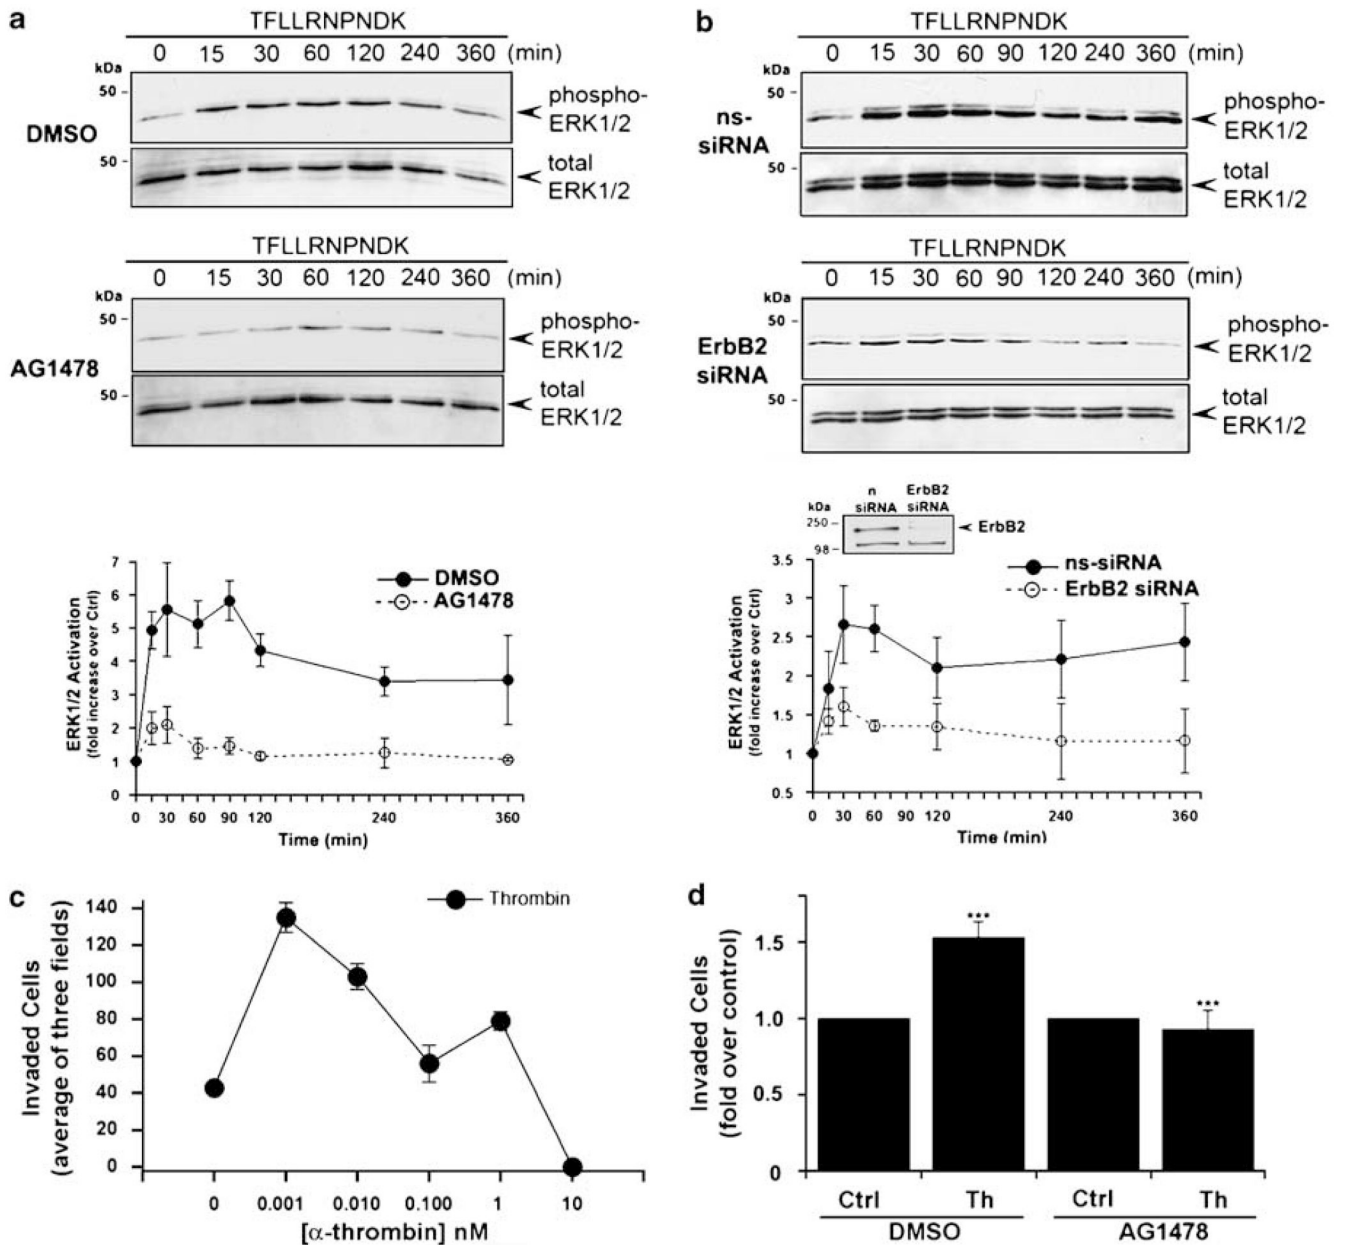 a
TFLLRNPNDK
0 15 30 60 120 240 360 (min)
kDa
50
DMSO
phospho-
ERK1/2
50
total
ERK1/2
TFLLRNPNDK
0 15 30 60 120 240 360 (min)
kDa
50
AG1478
phospho-
ERK1/2
50
total
ERK1/2
7
6
5
4
3
2
1
0
ERK1/2 Activation
(fold increase over Ctrl)
DMSO
AG1478
0 30 60 90 120 240 360
Time (min)
b
TFLLRNPNDK
0 15 30 60 90 120 240 360 (min)
kDa
50
ns-
siRNA
phospho-
ERK1/2
50
total
ERK1/2
TFLLRNPNDK
0 15 30 60 90 120 240 360 (min)
kDa
50
ErbB2
siRNA
phospho-
ERK1/2
50
total
ERK1/2
n ErbB2
kDa siRNA siRNA
250
ErbB2
98
3.5
3
2.5
2
1.5
1
0.5
ERK1/2 Activation
(fold increase over Ctrl)
ns-siRNA
ErbB2 siRNA
0 30 60 90 120 240 360
Time (min)
c
Thrombin
140
120
100
80
60
40
20
0
Invaded Cells
(average of three fields)
0 0.001 0.010 0.100 1 10
[α-thrombin] nM
d
1.5
1.0
0.5
0
Invaded Cells
(fold over control)
***
***
Ctrl Th Ctrl Th
DMSO AG1478